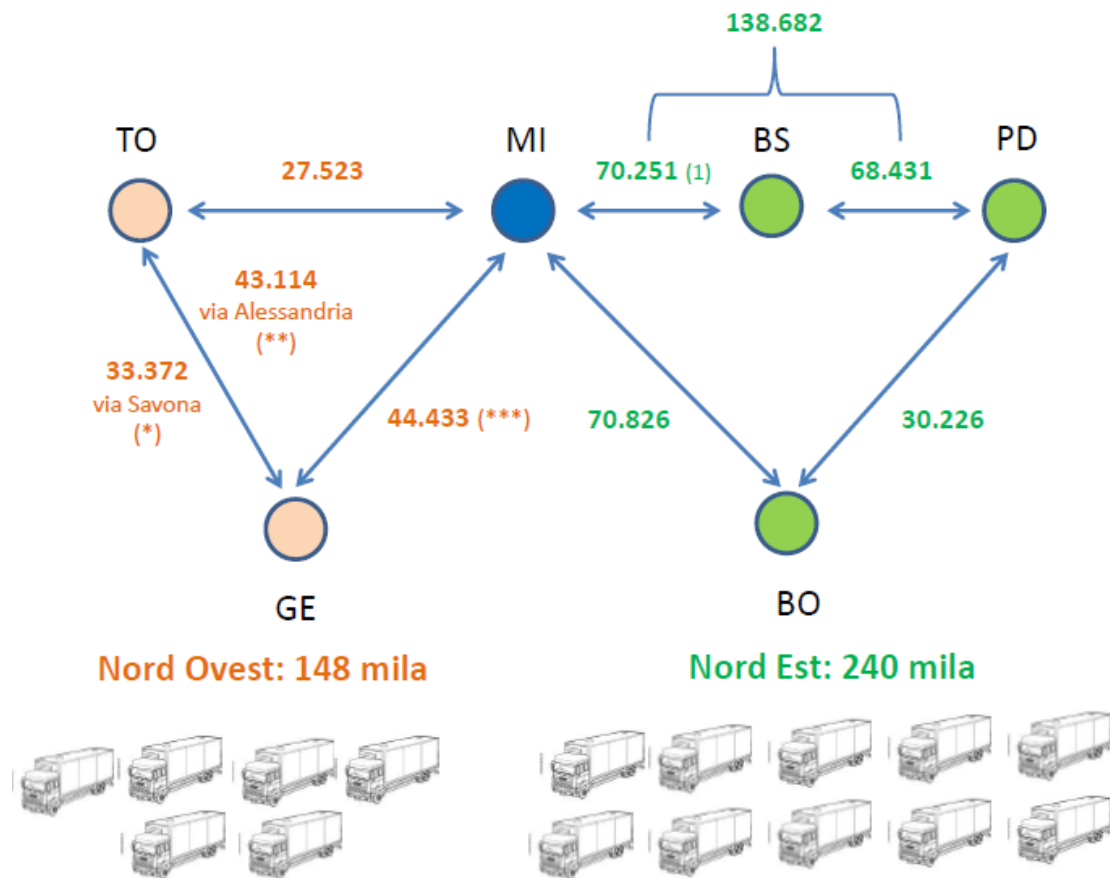 138.682
TO
MI
BS
PD
27.523
70.251 (1)
68.431
43.114
via Alessandria
(**)
33.372
via Savona
(*)
44.433 (***)
70.826
30.226
GE
BO
Nord Ovest: 148 mila
Nord Est: 240 mila